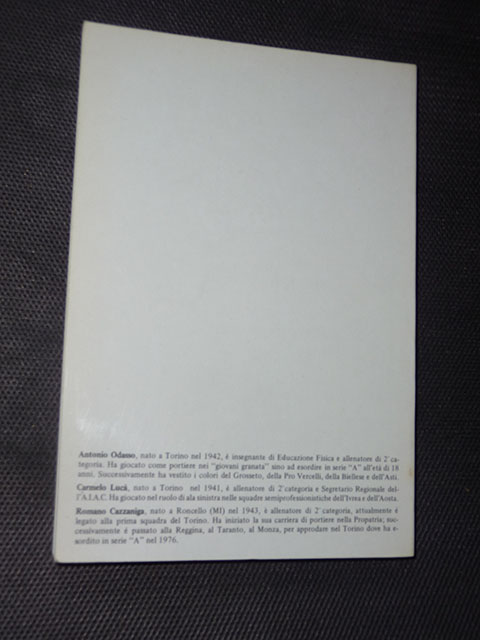 Antonio Odasso, nato a Torino nel 1942, é insegnante di Educazione Fisica e allenatore di 2ª ca-
tegoria. Ha giocato come portiere nei "giovani granata" sino ad esordire in serie "A" all'età di 18
anni. Successivamente ha vestito i colori del Grosseto, della Pro Vercelli, della Biellese e dell'Asti.
Carmelo Lucà, nato a Torino nel 1941, é allenatore di 2ª categoria e Segretario Regionale del-
l'A.I.A.C. Ha giocato nel ruolo di ala sinistra nelle squadre semiprofessionistiche dell'Ivrea e dell'Aosta.
Romano Cazzaniga, nato a Roncello (MI) nel 1943, è allenatore di 2ª categoria, attualmente é
legato alla prima squadra del Torino. Ha iniziato la sua carriera di portiere nella Propatria; suc-
cessivamente é passato alla Reggina, al Taranto, al Monza, per approdare nel Torino dove ha e-
sordito in serie "A" nel 1976.